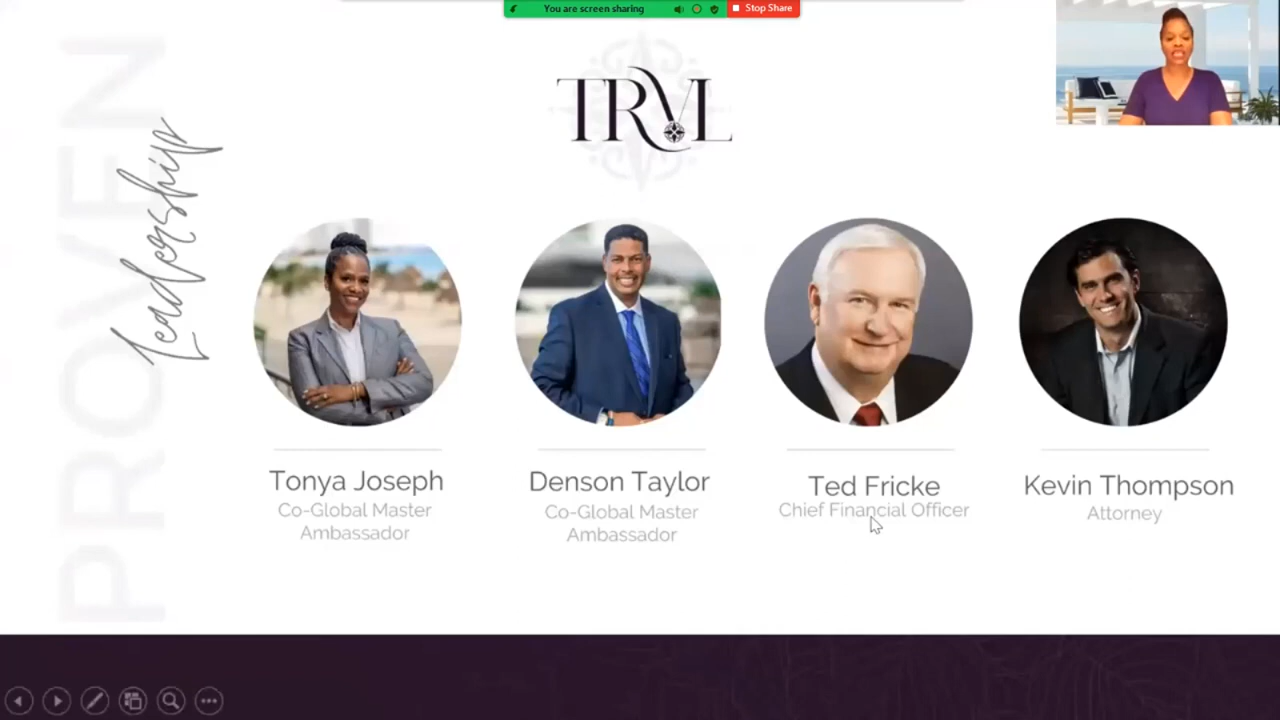 You are screen sharing
Stop Share
TRVL
PROVEN
Leadership
Tonya Joseph
Co-Global Master
Ambassador
Denson Taylor
Co-Global Master
Ambassador
Ted Fricke
Chief Financial Officer
Kevin Thompson
Attorney